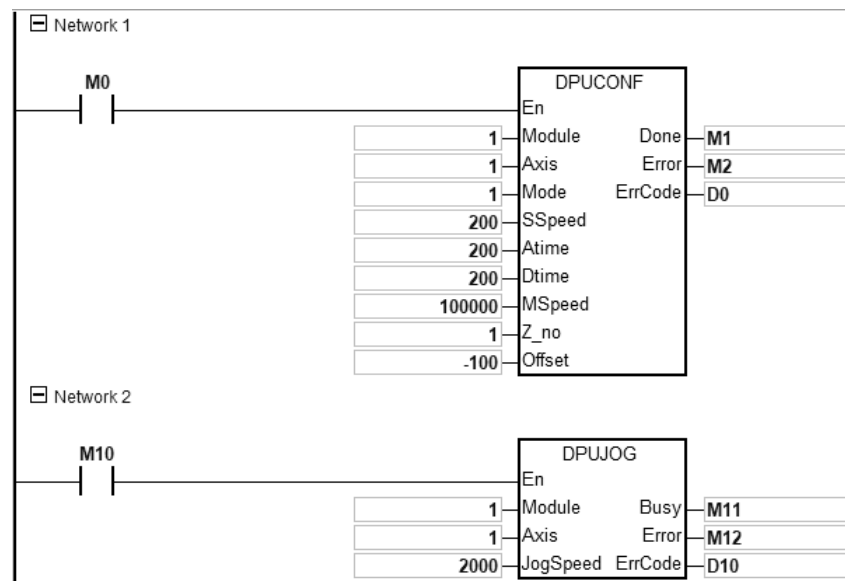 Network 1
M0
DPUCONF
En
1 Module Done M1
1 Axis Error M2
1 Mode ErrCode D0
200 SSpeed
200 Atime
200 Dtime
100000 MSpeed
1 Z_no
-100 Offset
Network 2
M10
DPUJOG
En
1 Module Busy M11
1 Axis Error M12
2000 JogSpeed ErrCode D10